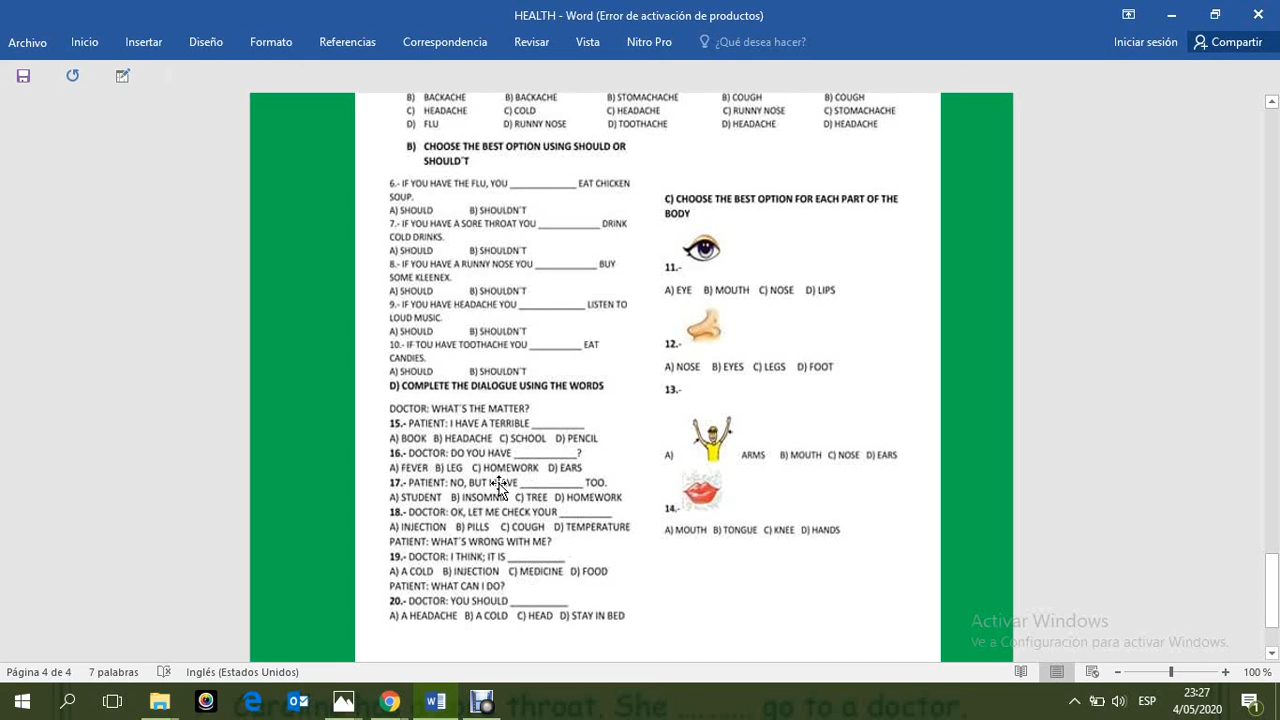 HEALTH - Word (Error de activación de productos)
Archivo Inicio Insertar Diseño Formato Referencias Correspondencia Revisar Vista Nitro Pro ¿Qué desea hacer? Iniciar sesión Compartir
B) BACKACHE B) BACKACHE B) STOMACHACHE B) COUGH B) COUGH
C) HEADACHE C) COLD C) HEADACHE C) RUNNY NOSE C) STOMACHACHE
D) FLU D) RUNNY NOSE D) TOOTHACHE D) HEADACHE D) HEADACHE
B) CHOOSE THE BEST OPTION USING SHOULD OR
SHOULD´T
6.- IF YOU HAVE THE FLU, YOU ____________ EAT CHICKEN
SOUP.
A) SHOULD B) SHOULDN´T
7.- IF YOU HAVE A SORE THROAT YOU ___________ DRINK
COLD DRINKS.
A) SHOULD B) SHOULDN´T
8.- IF YOU HAVE A RUNNY NOSE YOU ___________ BUY
SOME KLEENEX.
A) SHOULD B) SHOULDN´T
9.- IF YOU HAVE HEADACHE YOU ____________ LISTEN TO
LOUD MUSIC.
A) SHOULD B) SHOULDN´T
10.- IF TOU HAVE TOOTHACHE YOU _________ EAT
CANDIES.
A) SHOULD B) SHOULDN´T
D) COMPLETE THE DIALOGUE USING THE WORDS
DOCTOR: WHAT´S THE MATTER?
15.- PATIENT: I HAVE A TERRIBLE _________
A) BOOK B) HEADACHE C) SCHOOL D) PENCIL
16.- DOCTOR: DO YOU HAVE ___________?
A) FEVER B) LEG C) HOMEWORK D) EARS
17.- PATIENT: NO, BUT I HAVE ___________ TOO.
A) STUDENT B) INSOMNIA C) TREE D) HOMEWORK
18.- DOCTOR: OK, LET ME CHECK YOUR _________
A) INJECTION B) PILLS C) COUGH D) TEMPERATURE
PATIENT: WHAT´S WRONG WITH ME?
19.- DOCTOR: I THINK; IT IS __________
A) A COLD B) INJECTION C) MEDICINE D) FOOD
PATIENT: WHAT CAN I DO?
20.- DOCTOR: YOU SHOULD __________
A) A HEADACHE B) A COLD C) HEAD D) STAY IN BED
C) CHOOSE THE BEST OPTION FOR EACH PART OF THE
BODY
11.-
A) EYE B) MOUTH C) NOSE D) LIPS
12.-
A) NOSE B) EYES C) LEGS D) FOOT
13.-
A) ARMS B) MOUTH C) NOSE D) EARS
14.-
A) MOUTH B) TONGUE C) KNEE D) HANDS
Activar Windows
Ve a Configuración para activar Windows.
Página 4 de 4 7 palabras Inglés (Estados Unidos) 100 %
throat. She ........ go to a doctor.
ESP 23:27
4/05/2020